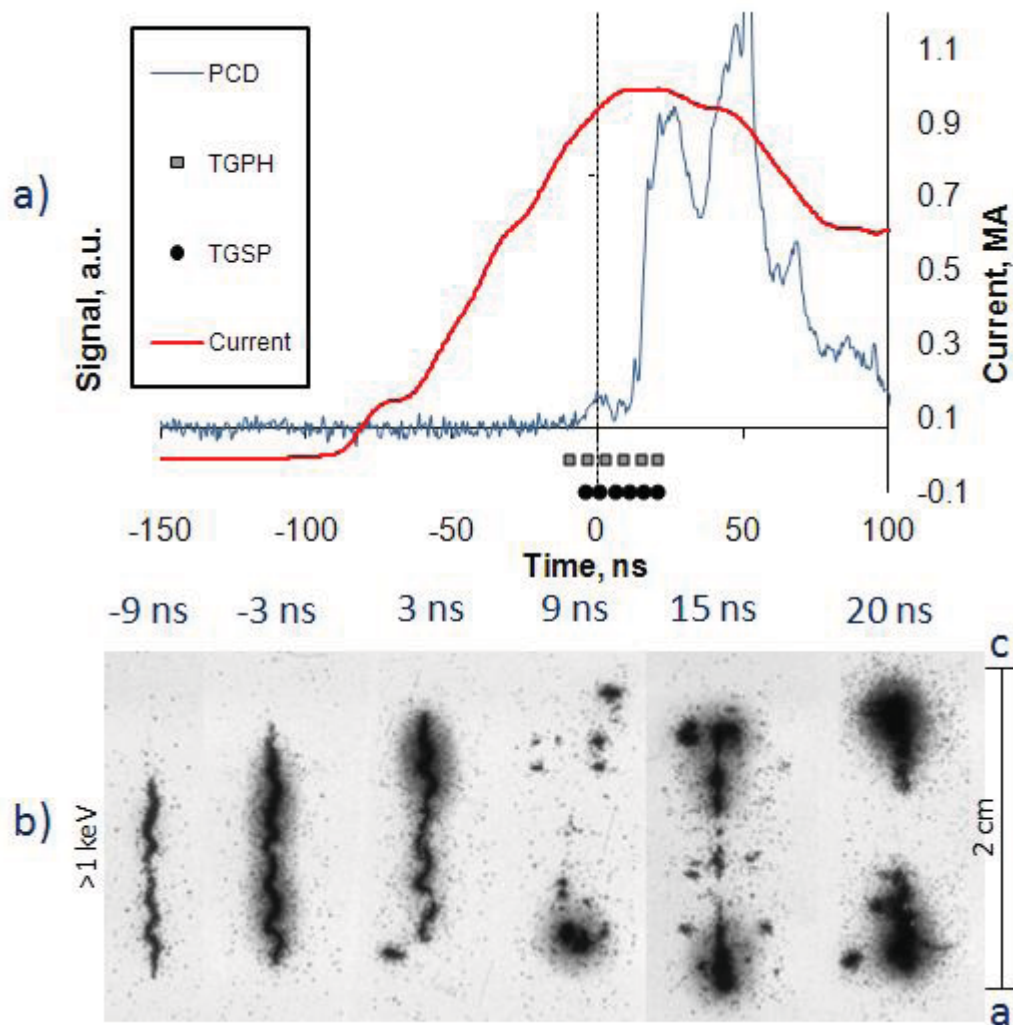 a)
PCD
TGPH
TGSP
Current
Signal, a.u.
1.1
0.9
0.7
0.5
0.3
0.1
-0.1
Current, MA
-150 -100 -50 0 50 100
Time, ns
-9 ns -3 ns 3 ns 9 ns 15 ns 20 ns
b)
>1 keV
c
2 cm
a